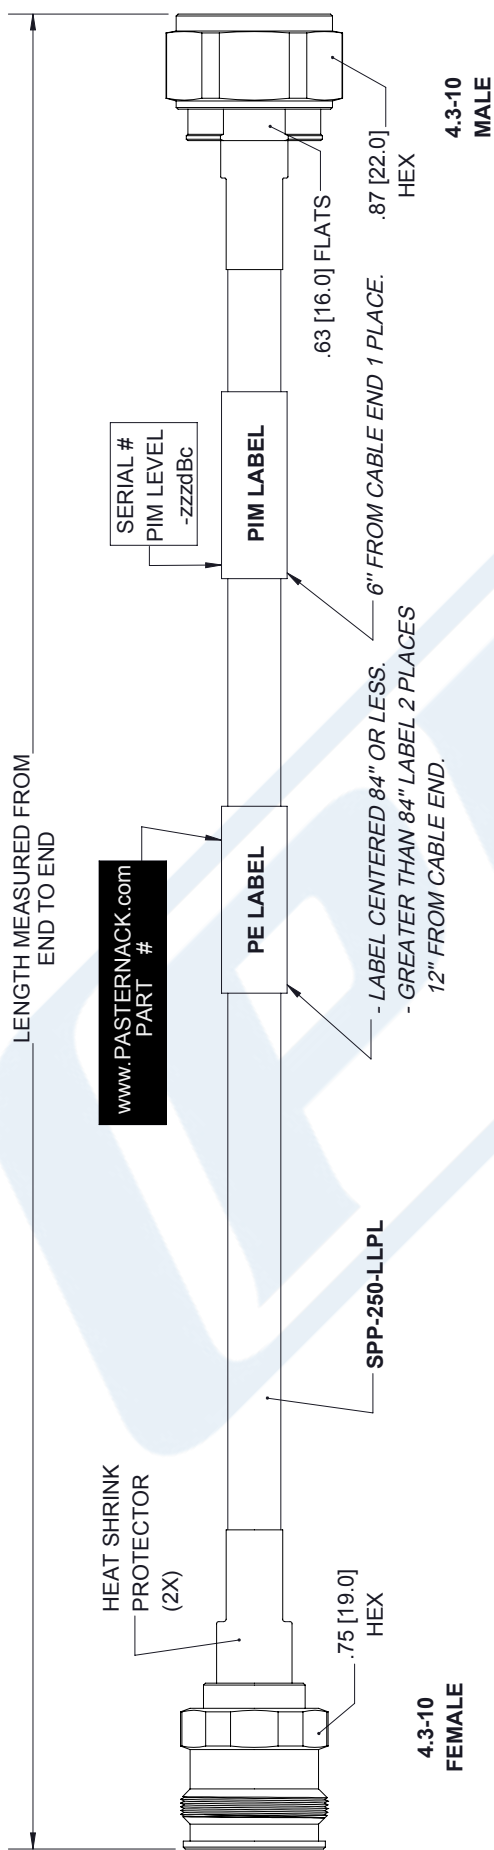 LENGTH MEASURED FROM
END TO END
HEAT SHRINK
PROTECTOR
(2X)
www.PASTERNACK.com
PART #
SERIAL #
PIM LEVEL
-zzzdBc
PE LABEL
PIM LABEL
.75 [19.0]
HEX
SPP-250-LLPL
- LABEL CENTERED 84" OR LESS.
- GREATER THAN 84" LABEL 2 PLACES
12" FROM CABLE END.
6" FROM CABLE END 1 PLACE.
.63 [16.0] FLATS
.87 [22.0]
HEX
4.3-10
FEMALE
4.3-10
MALE